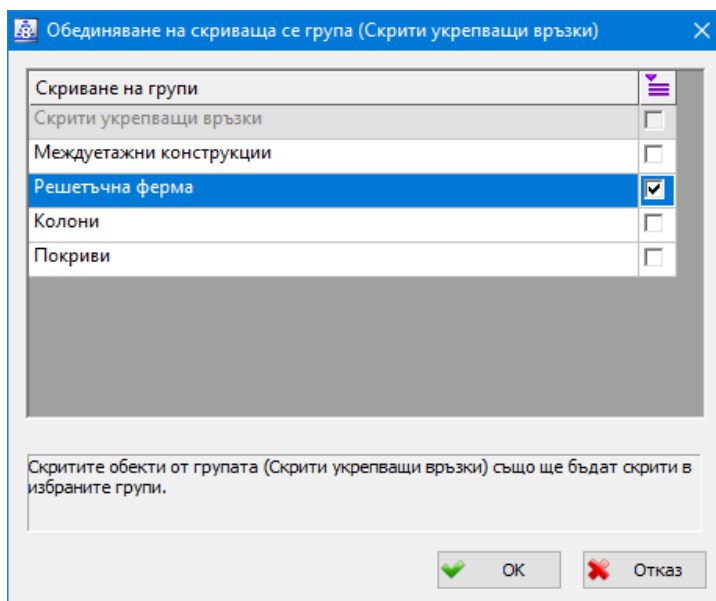 Обединяване на скриваща се група (Скрити укрепващи връзки)
Скриване на групи
Скрити укрепващи връзки
Междуетажни конструкции
Решетъчна ферма
Колони
Покриви
Скритите обекти от групата (Скрити укрепващи връзки) също ще бъдат скрити в
избраните групи.
OK
Отказ